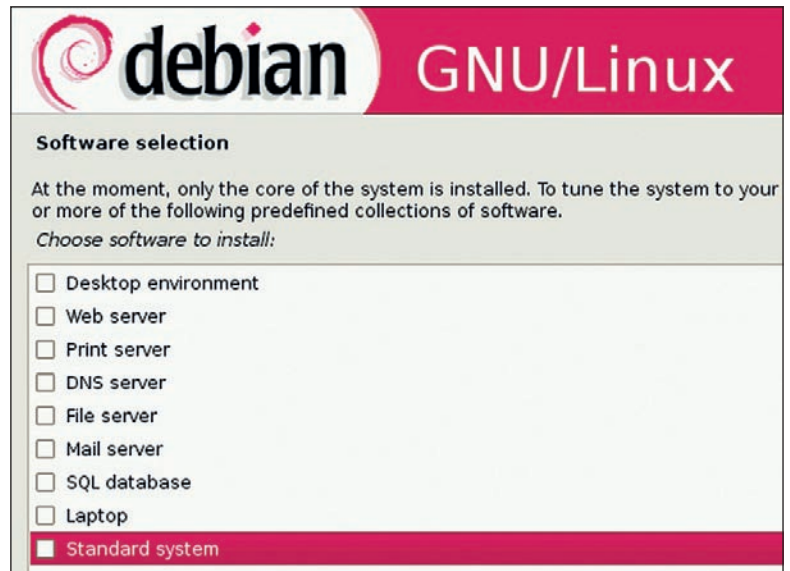 debian GNU/Linux
Software selection
At the moment, only the core of the system is installed. To tune the system to your
or more of the following predefined collections of software.
Choose software to install:
Desktop environment
Web server
Print server
DNS server
File server
Mail server
SQL database
Laptop
Standard system